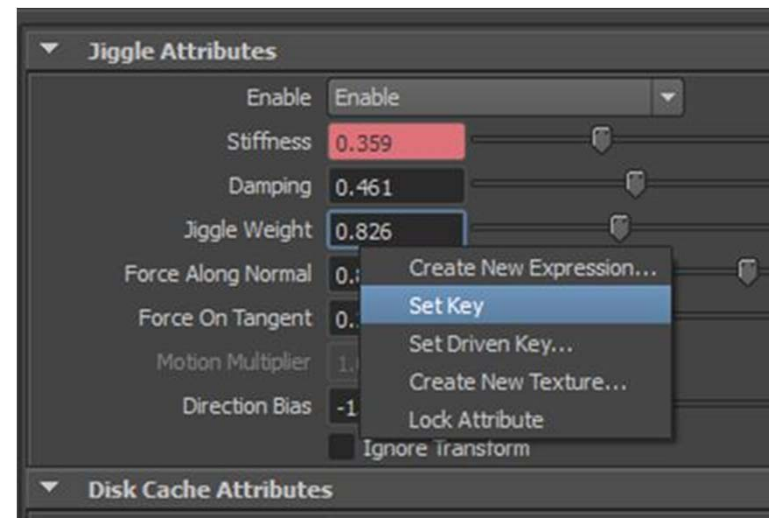 Jiggle Attributes
Enable Enable
Stiffness 0.359
Damping 0.461
Jiggle Weight 0.826
Create New Expression...
Force Along Normal
Set Key
Force On Tangent
Set Driven Key...
Motion Multiplier
Create New Texture...
Direction Bias
Lock Attribute
Ignore Transform
Disk Cache Attributes